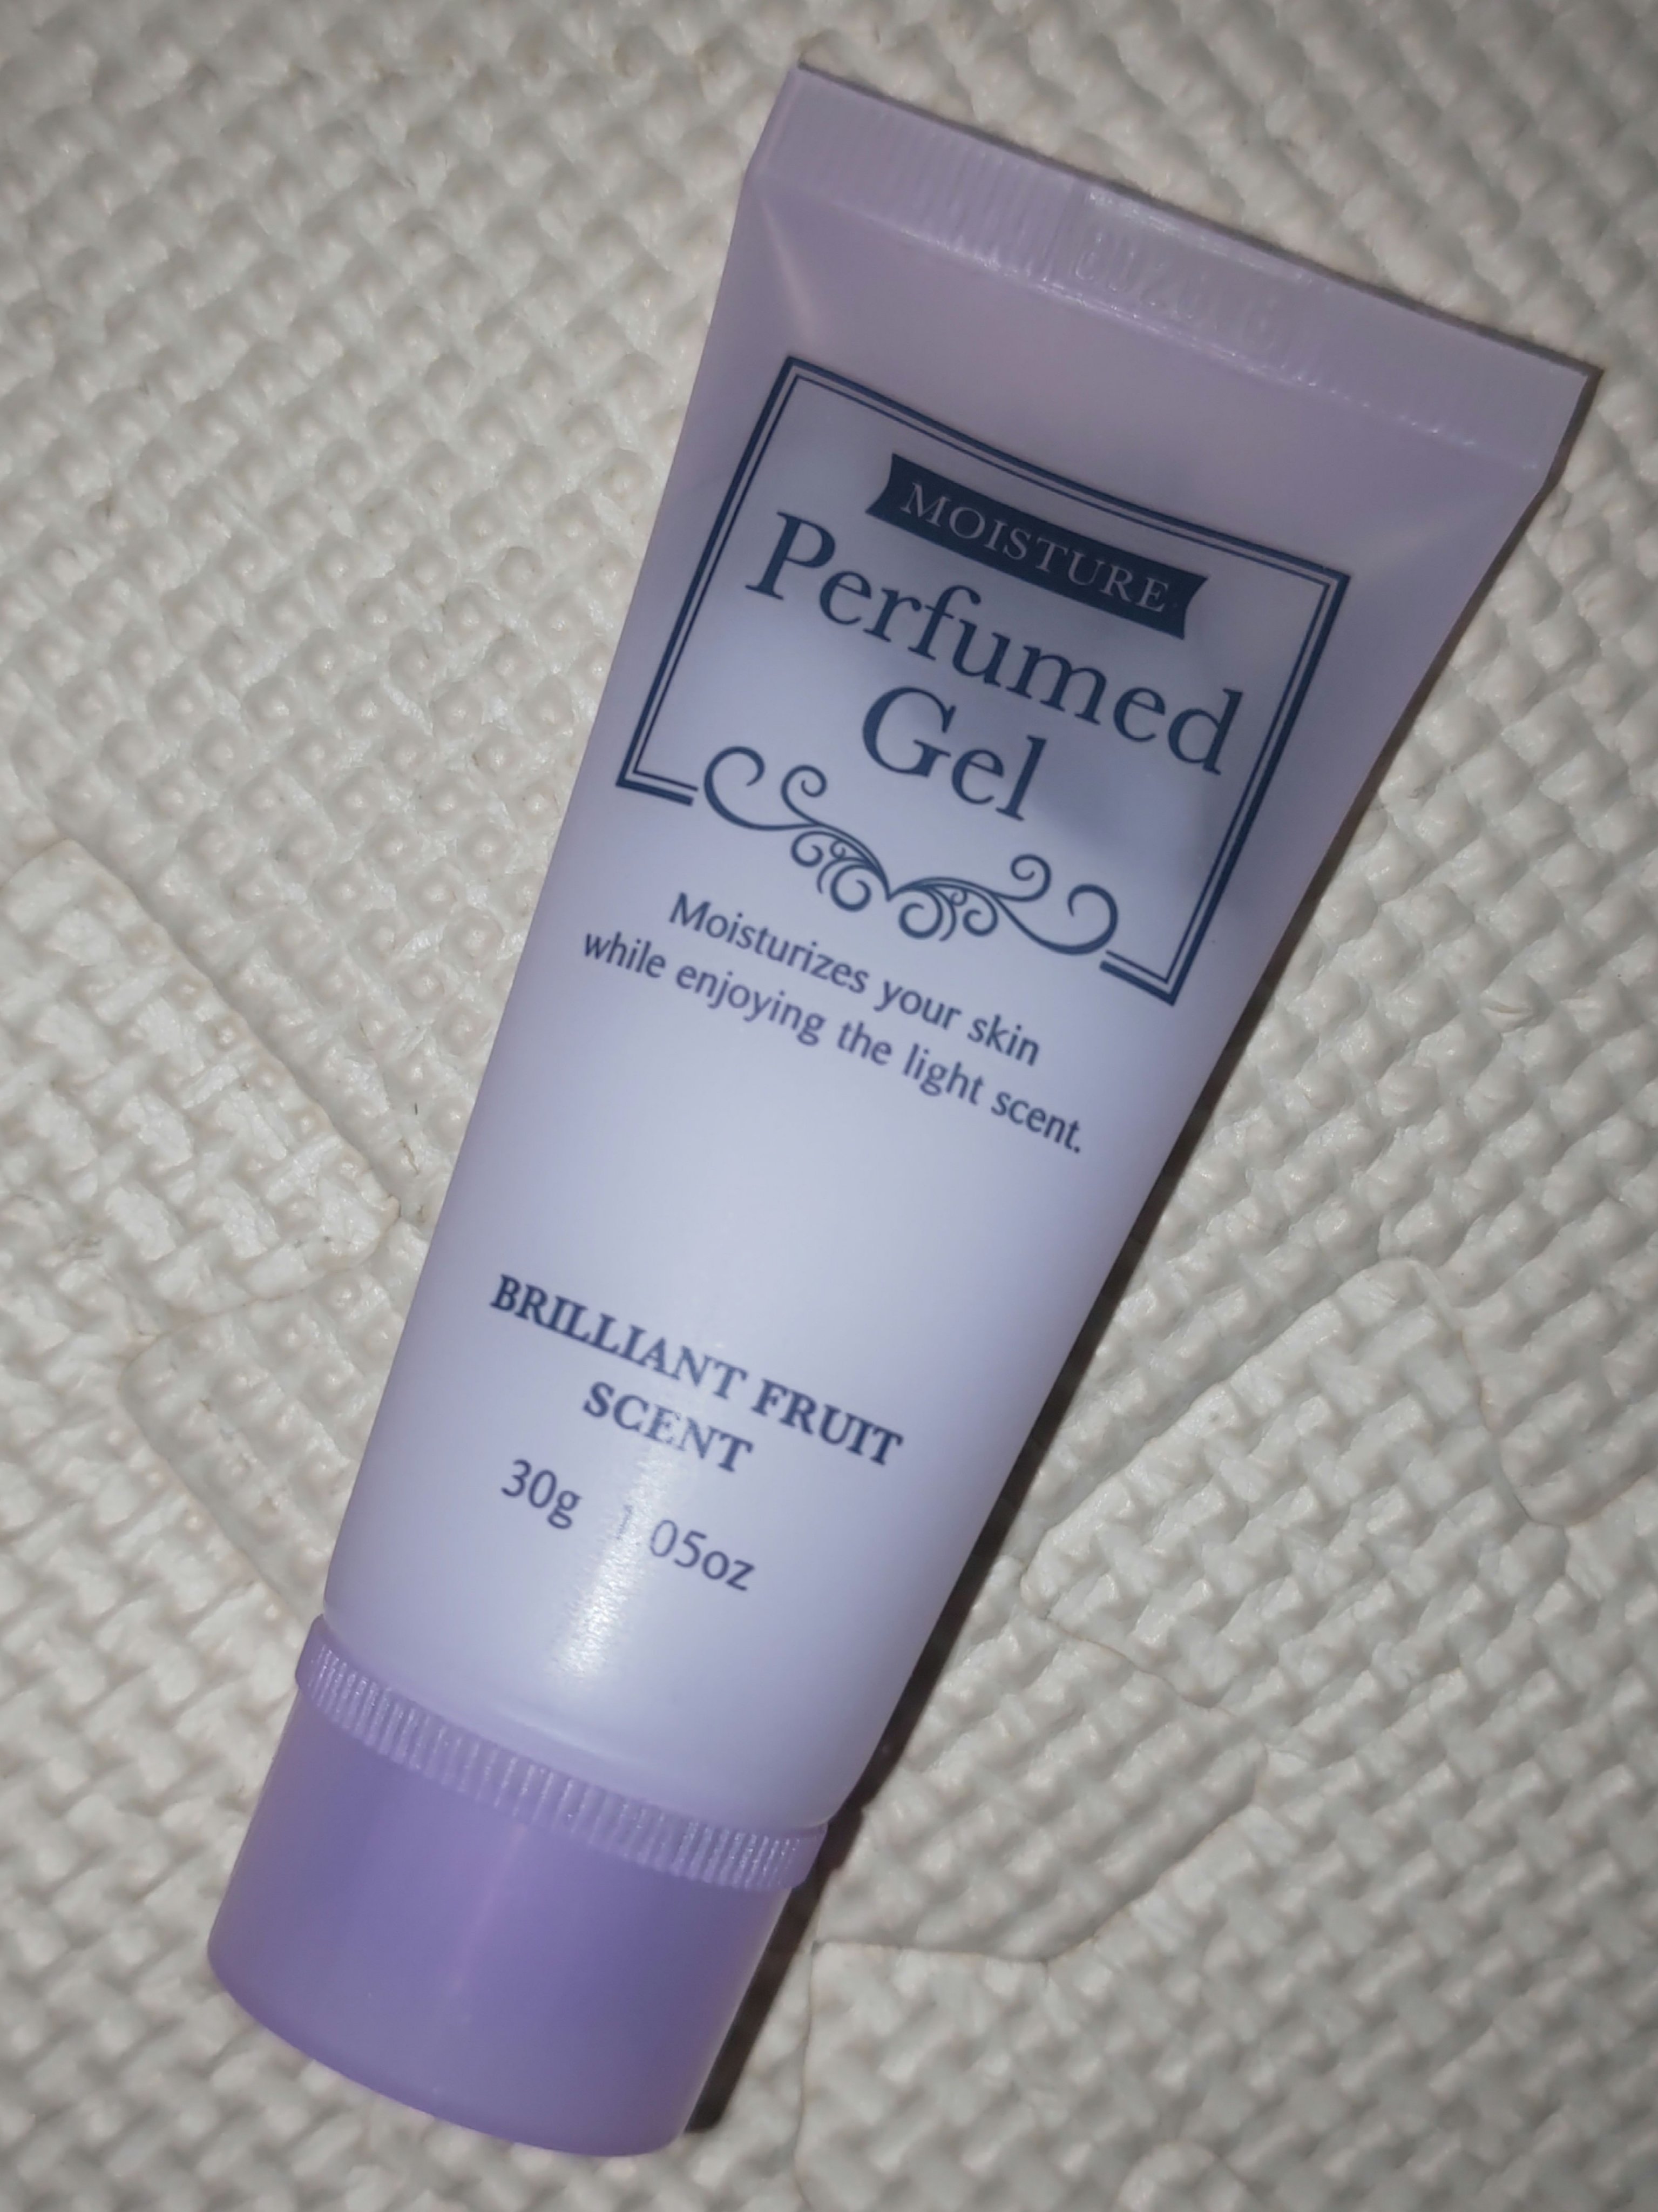 MOISTURE
Perfumed
Gel
Moisturizes your skin
while enjoying the light scent.
BRILLIANT FRUIT
SCENT
30g 1.05oz